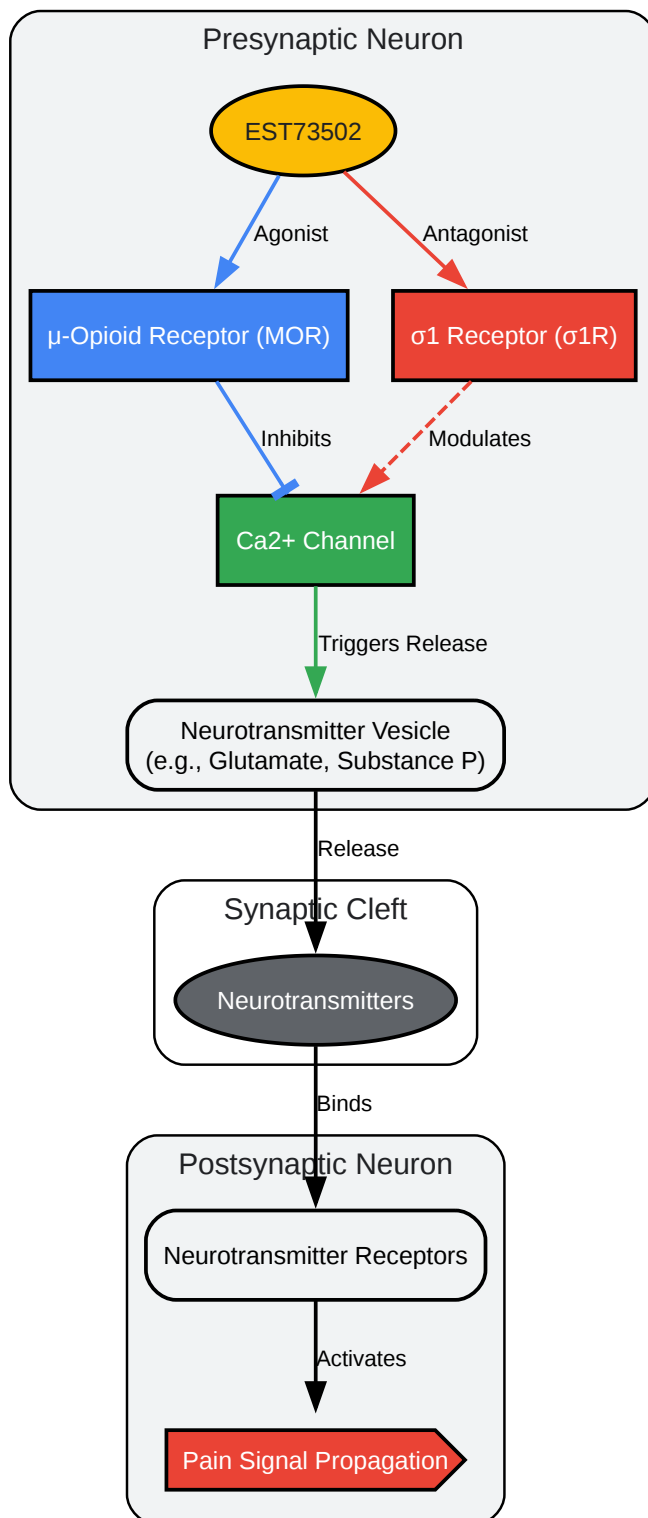 Presynaptic Neuron
EST73502
Agonist
Antagonist
μ-Opioid Receptor (MOR)
σ1 Receptor (σ1R)
Inhibits
Modulates
Ca2+ Channel
Triggers Release
Neurotransmitter Vesicle
(e.g., Glutamate, Substance P)
Release
Synaptic Cleft
Neurotransmitters
Binds
Postsynaptic Neuron
Neurotransmitter Receptors
Activates
Pain Signal Propagation